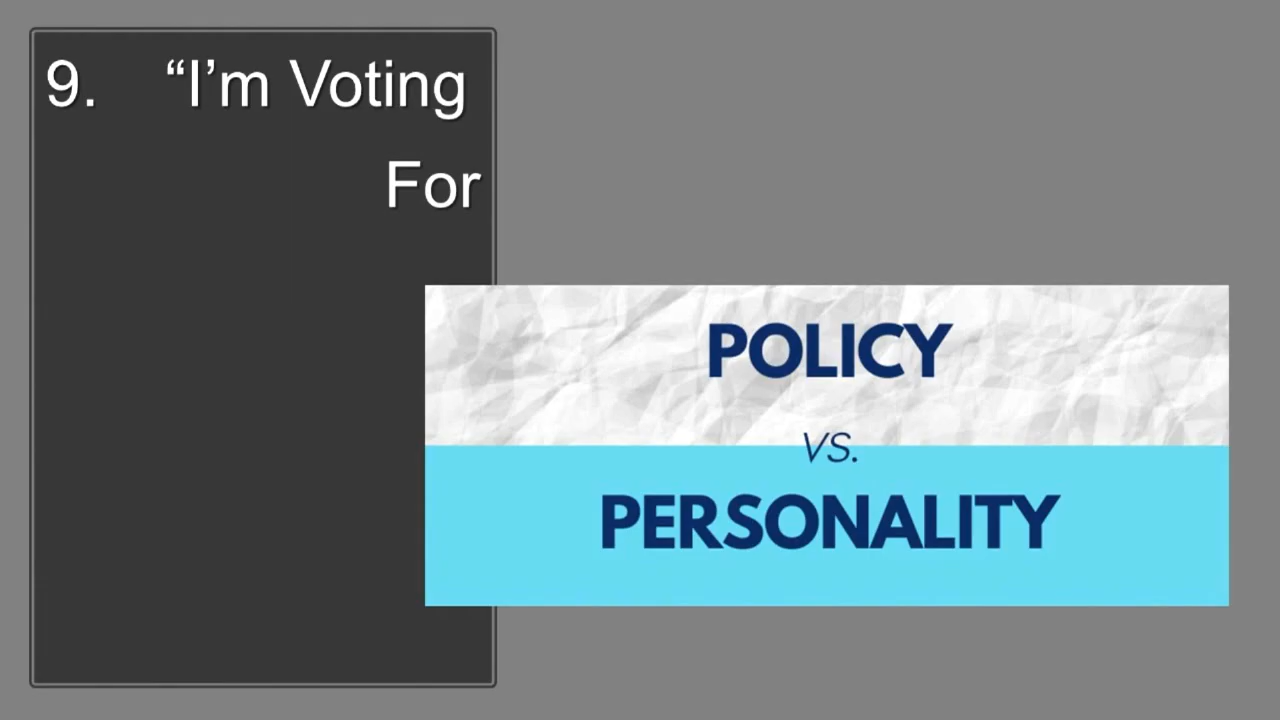 9. “I’m Voting
For
POLICY
VS.
PERSONALITY